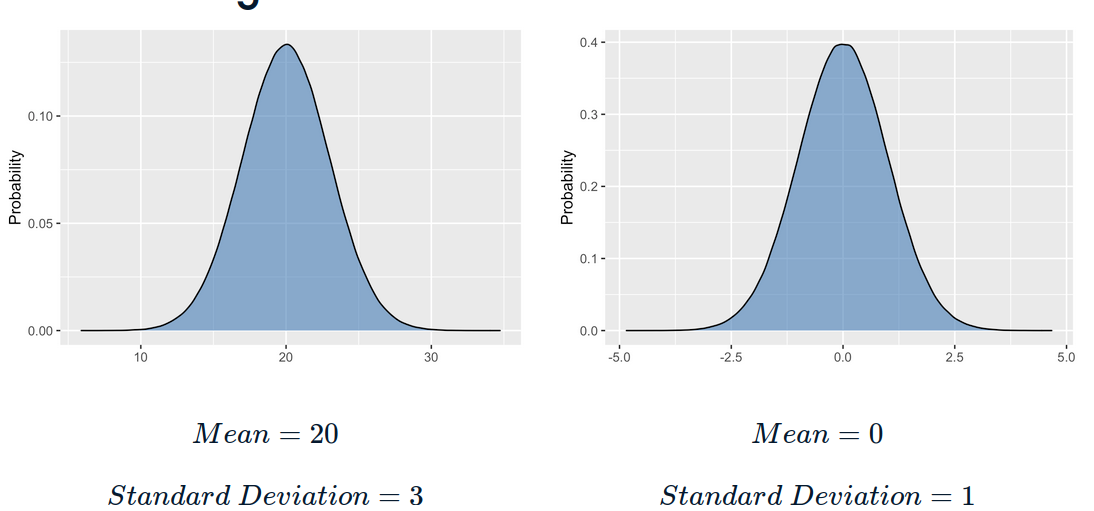 Probability
0.10
0.05
0.00
10 20 30
Probability
0.4
0.3
0.2
0.1
0.0
-5.0 -2.5 0.0 2.5 5.0
Mean = 20
Standard Deviation = 3
Mean = 0
Standard Deviation = 1